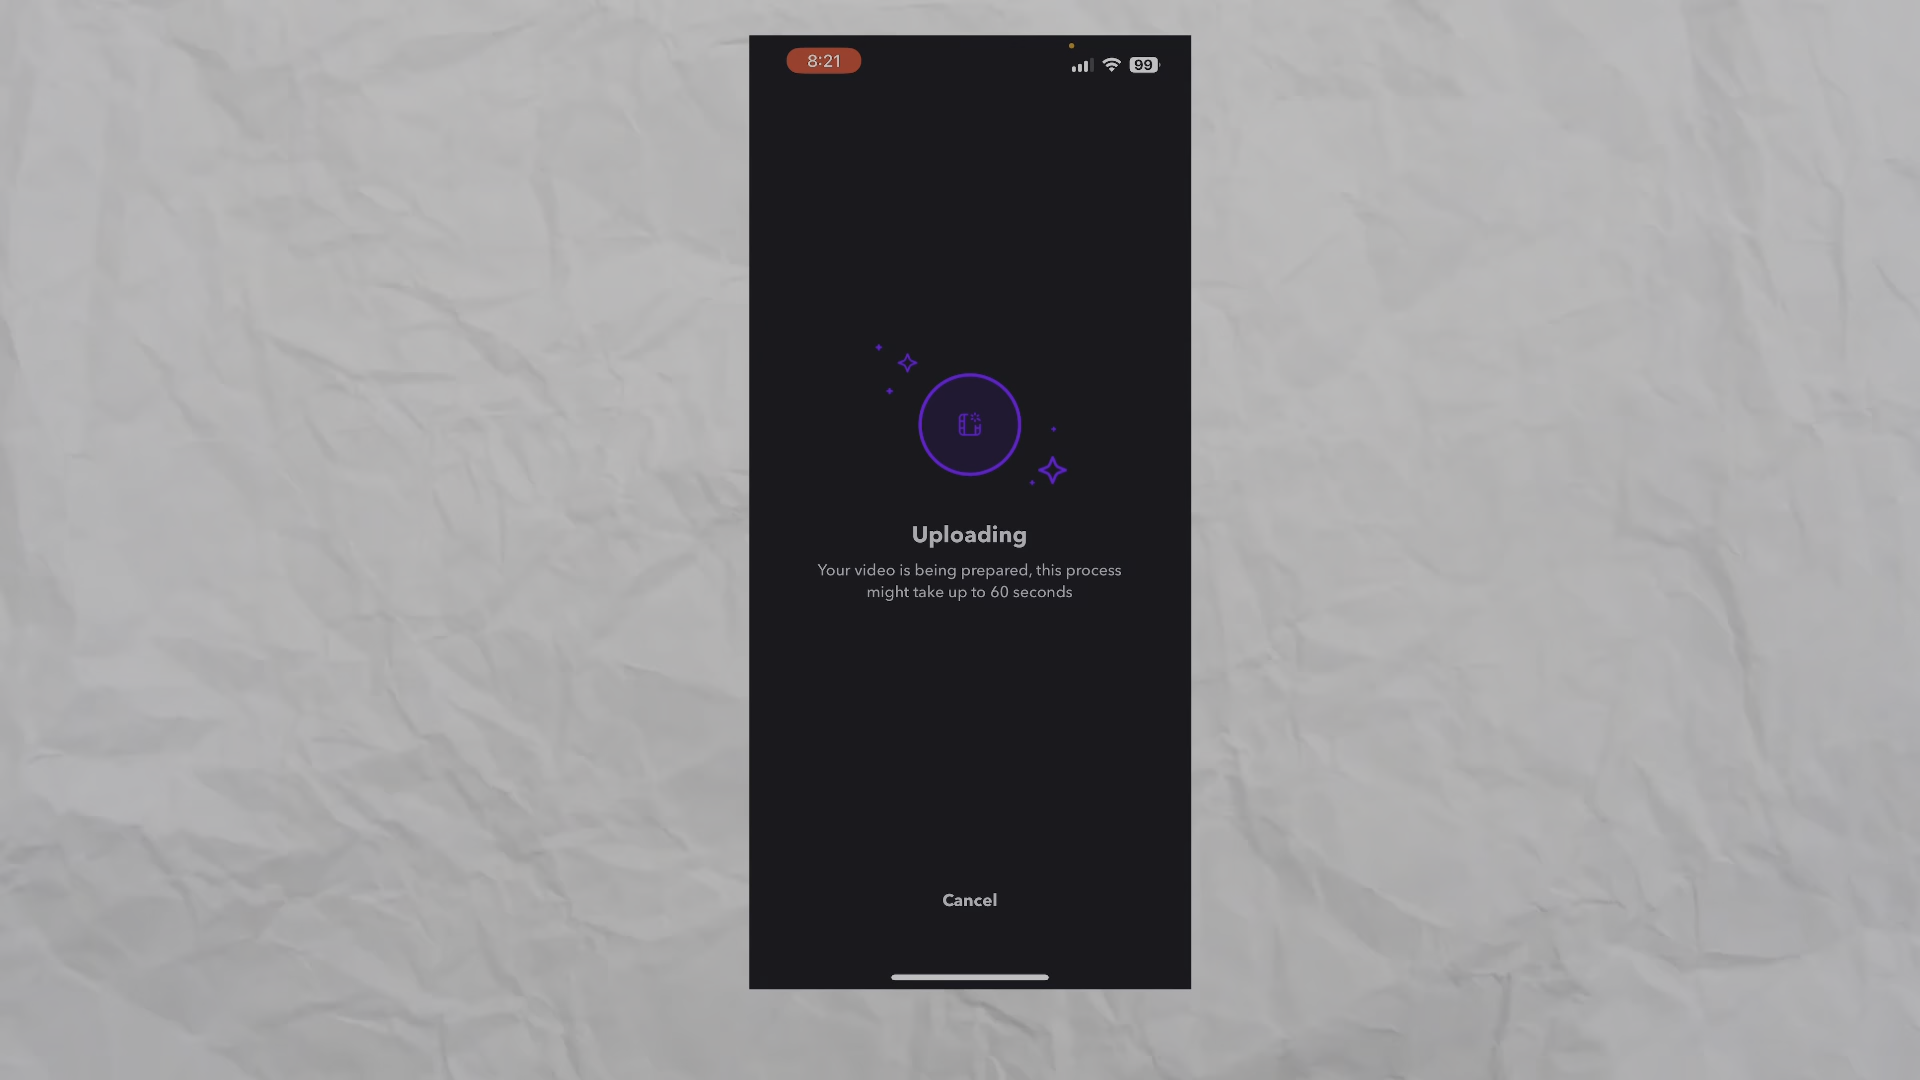 8:21
99
Uploading
Your video is being prepared, this process
might take up to 60 seconds
Cancel